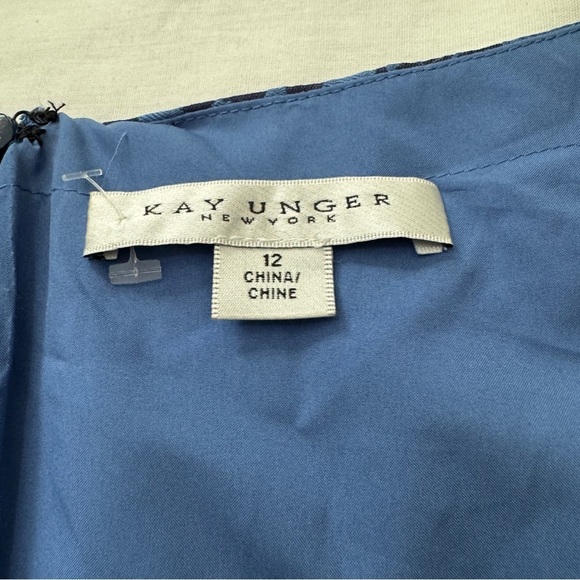 KAY UNGER
NEW YORK
12
CHINA/
CHINE